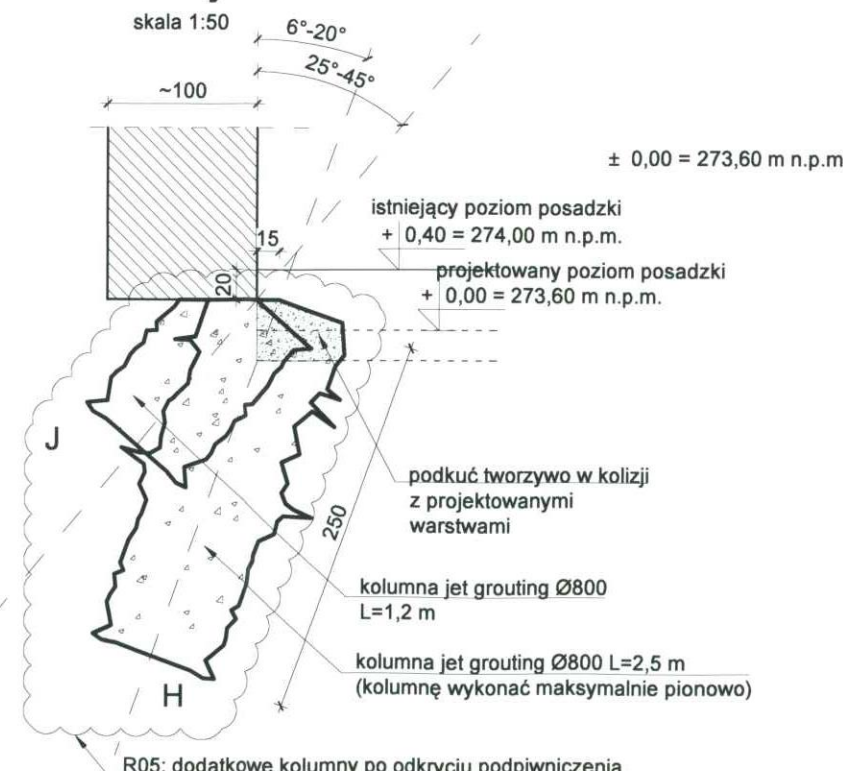 skala 1:50
6°-20°
25°-45°
~100
± 0,00 = 273,60 m n.p.m
istniejący poziom posadzki
+ 0,40 = 274,00 m n.p.m.
15
projektowany poziom posadzki
20
+ 0,00 = 273,60 m n.p.m.
J
podkuć tworzywo w kolizji
z projektowanymi
warstwami
250
kolumna jet grouting Ø800
L=1,2 m
kolumna jet grouting Ø800 L=2,5 m
(kolumnę wykonać maksymalnie pionowo)
H
R05: dodatkowe kolumny po odkryciu podpiwniczenia